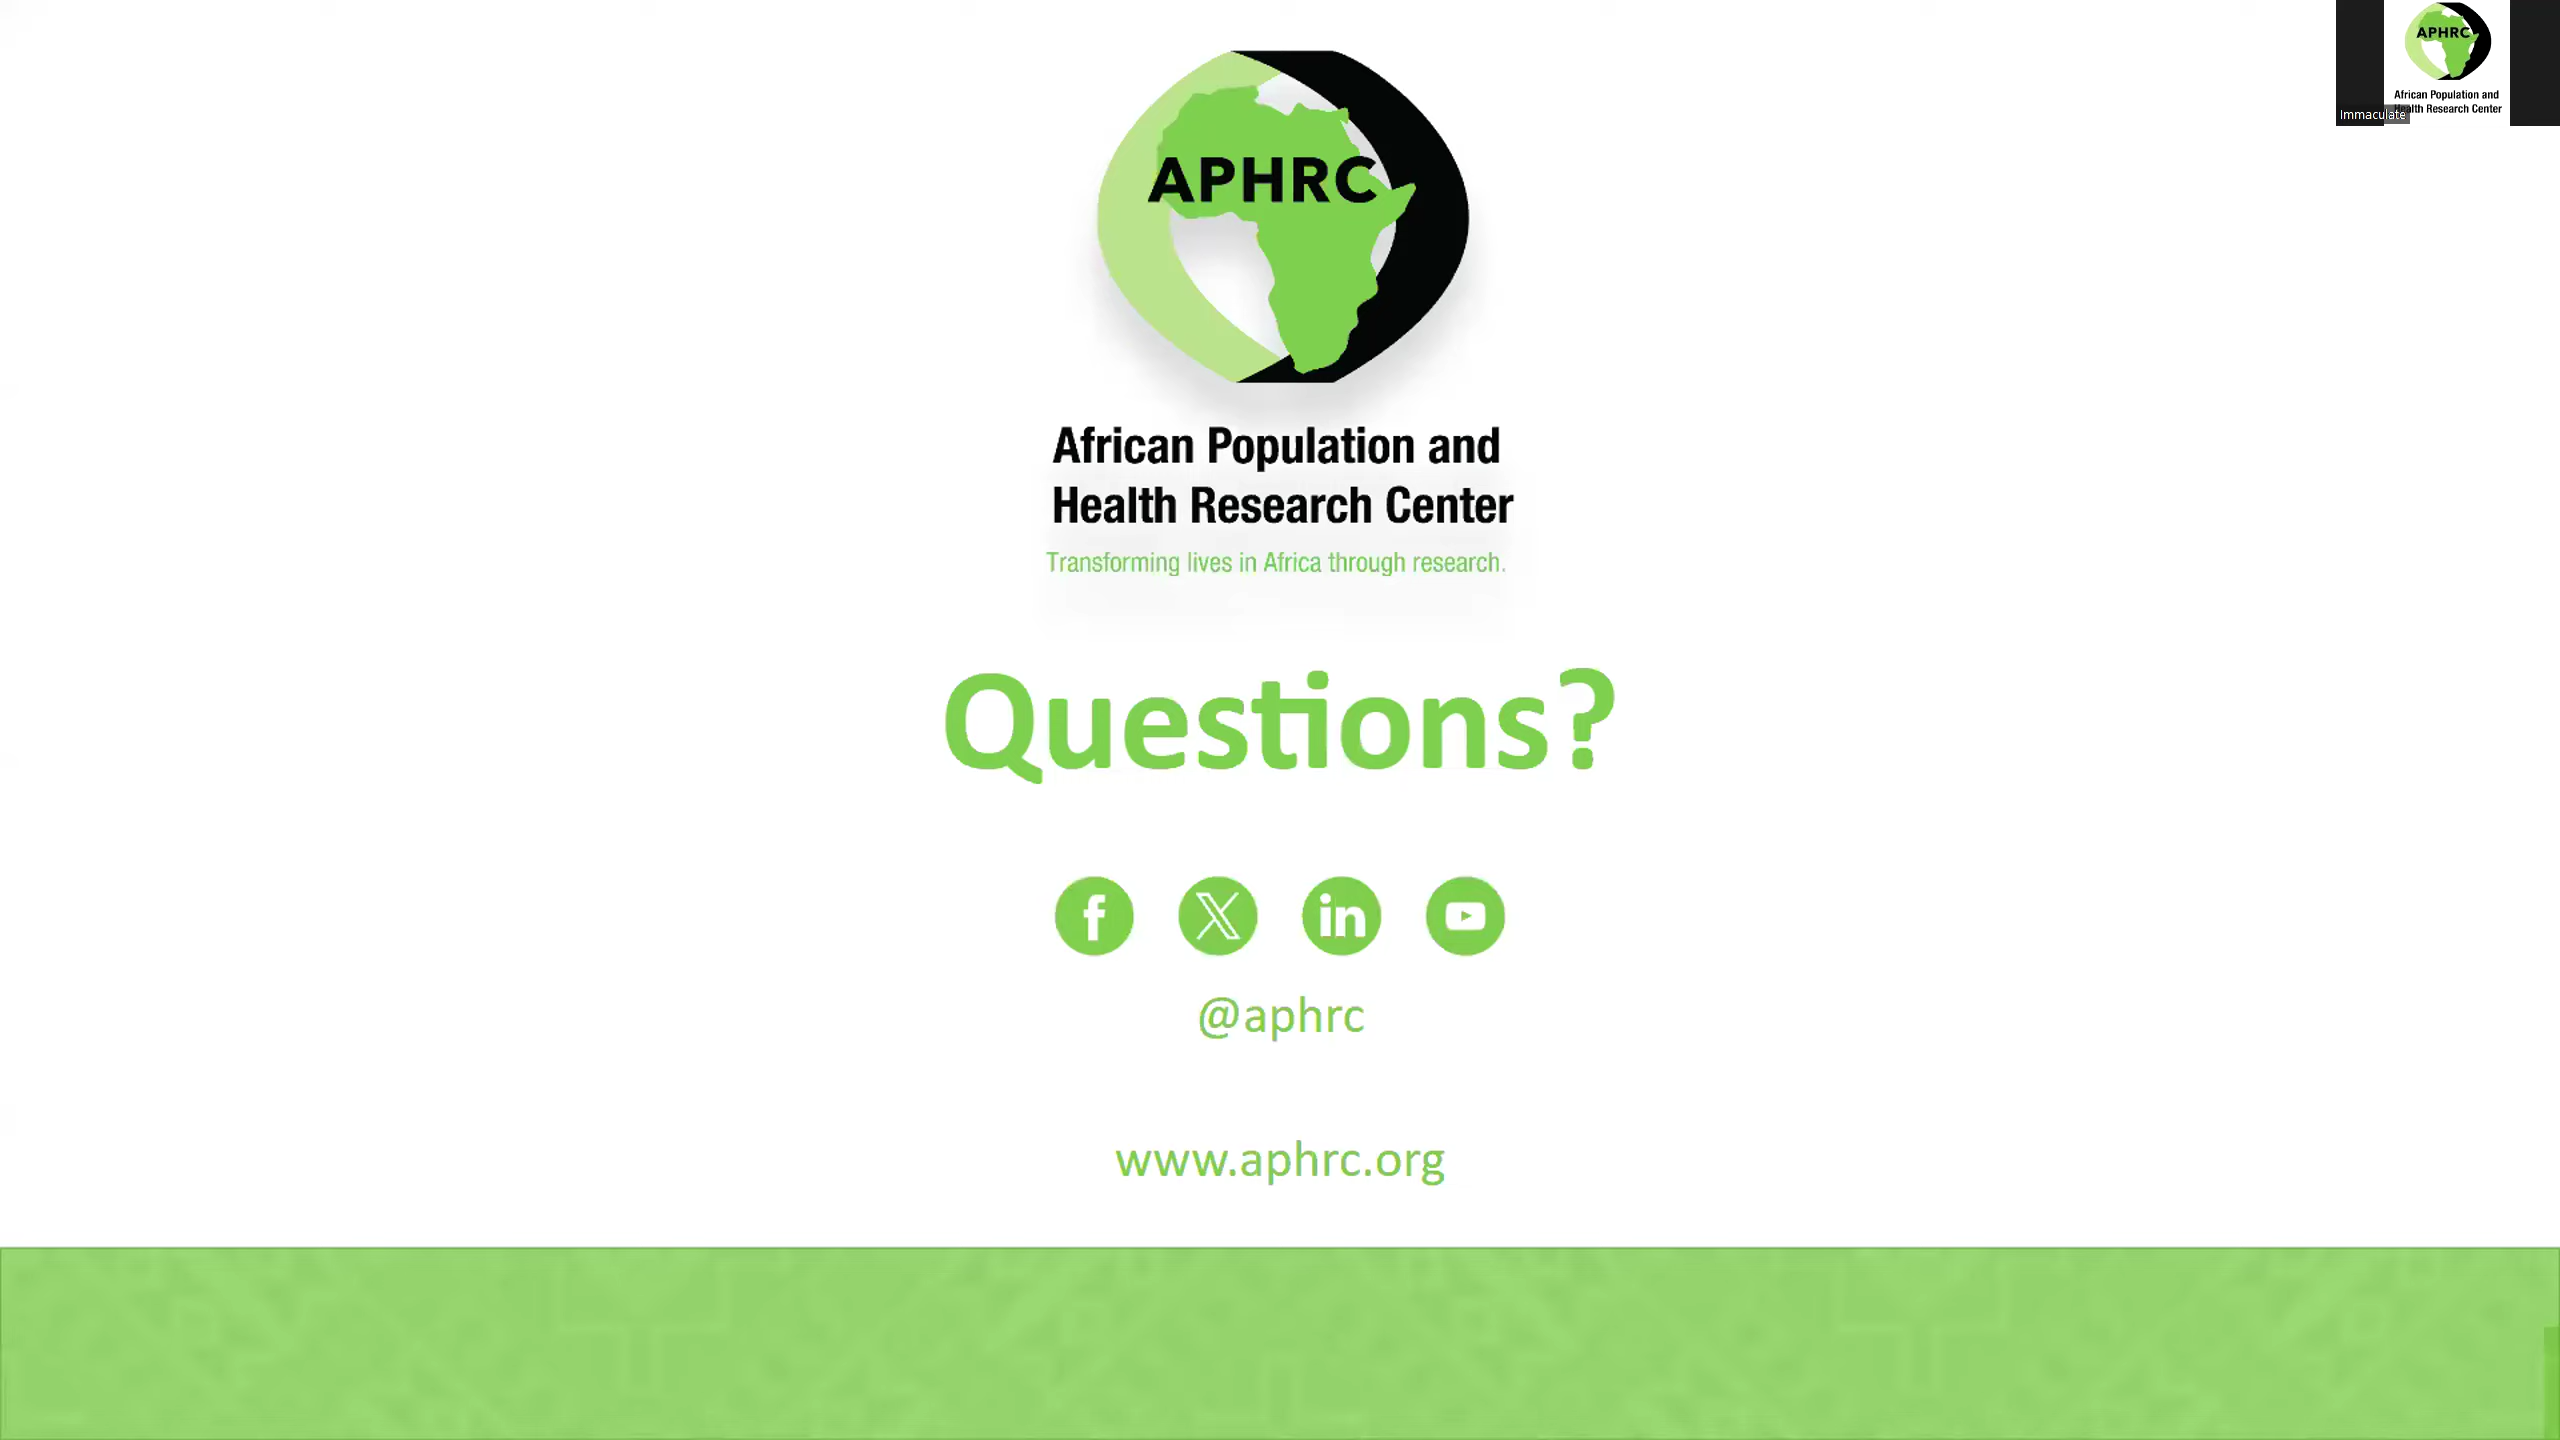 APHRC
African Population and
Health Research Center
Immaculate
APHRC
African Population and
Health Research Center
Transforming lives in Africa through research.
Questions?
@aphrc
www.aphrc.org